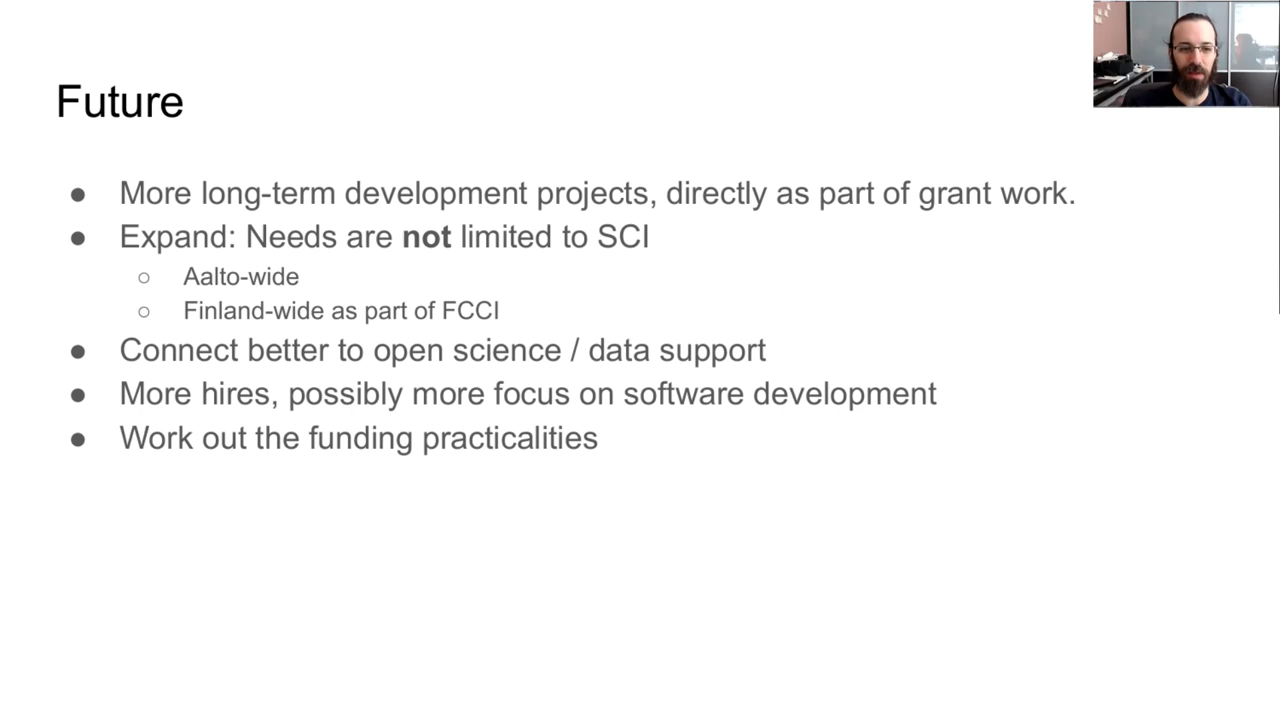 Future
● More long-term development projects, directly as part of grant work.
● Expand: Needs are not limited to SCI
○ Aalto-wide
○ Finland-wide as part of FCCI
● Connect better to open science / data support
● More hires, possibly more focus on software development
● Work out the funding practicalities